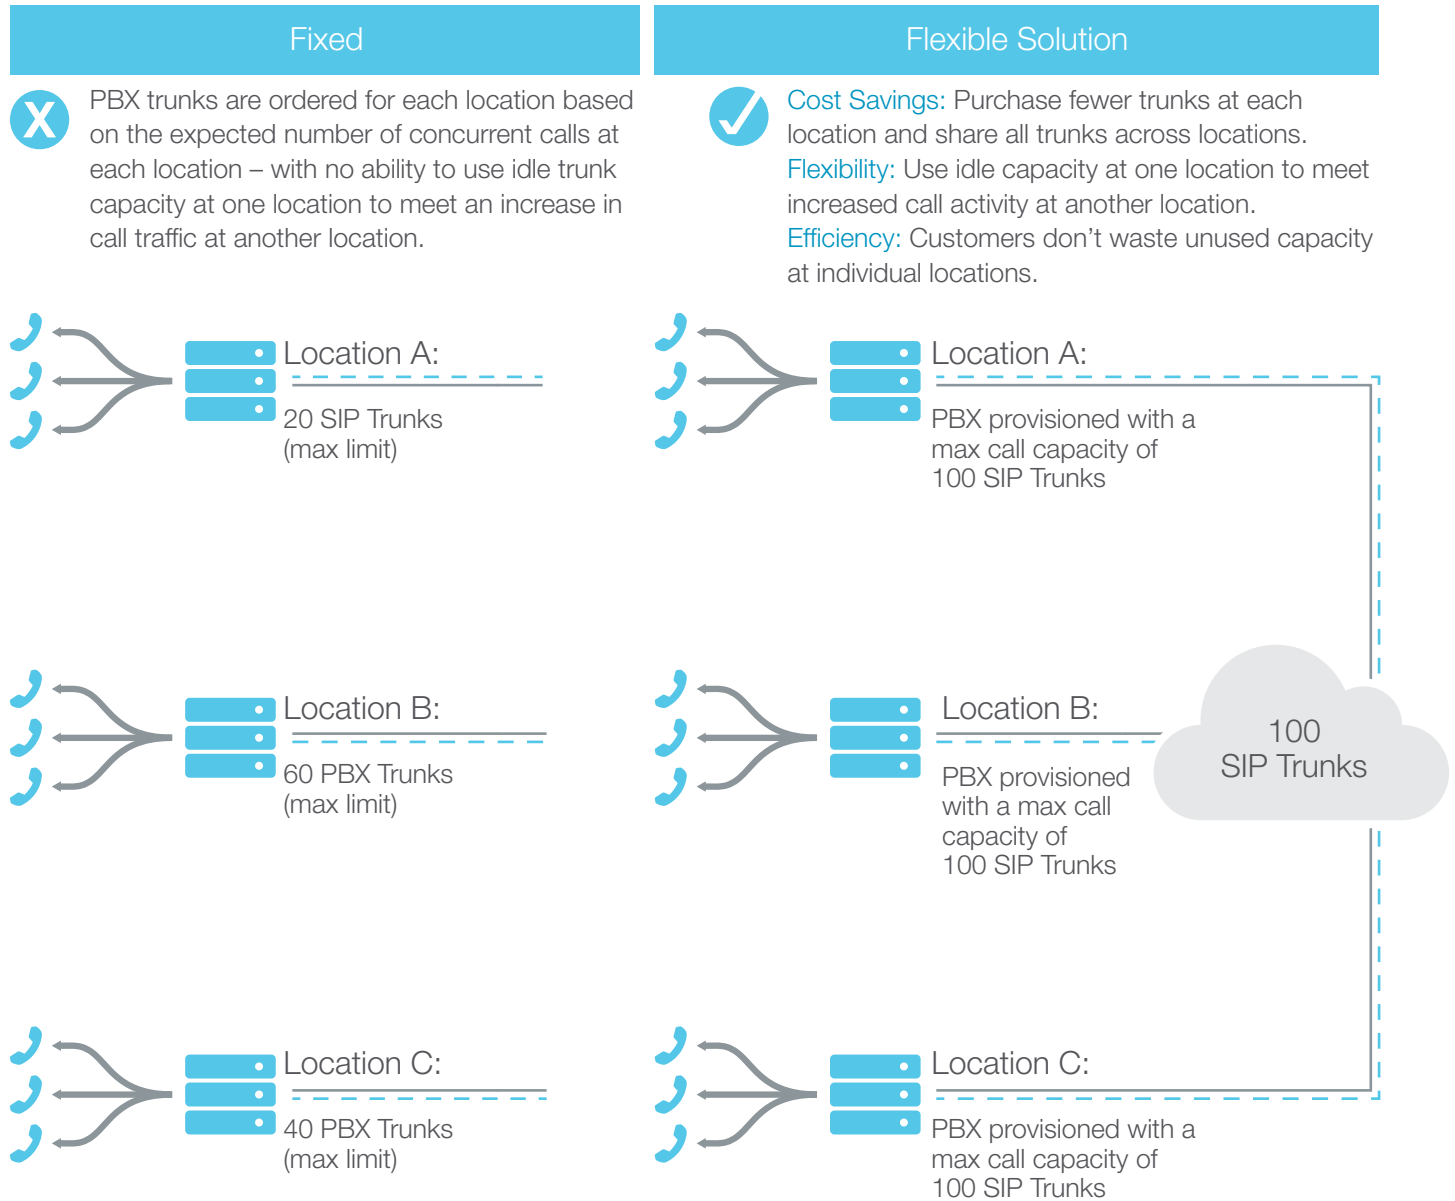 Fixed
X
PBX trunks are ordered for each location based
on the expected number of concurrent calls at
each location – with no ability to use idle trunk
capacity at one location to meet an increase in
call traffic at another location.
Location A:
20 SIP Trunks
(max limit)
Location B:
60 PBX Trunks
(max limit)
Location C:
40 PBX Trunks
(max limit)
Flexible Solution
Cost Savings: Purchase fewer trunks at each
location and share all trunks across locations.
Flexibility: Use idle capacity at one location to meet
increased call activity at another location.
Efficiency: Customers don’t waste unused capacity
at individual locations.
Location A:
PBX provisioned with a
max call capacity of
100 SIP Trunks
Location B:
PBX provisioned
with a max call
capacity of
100 SIP Trunks
100
SIP Trunks
Location C:
PBX provisioned with a
max call capacity of
100 SIP Trunks